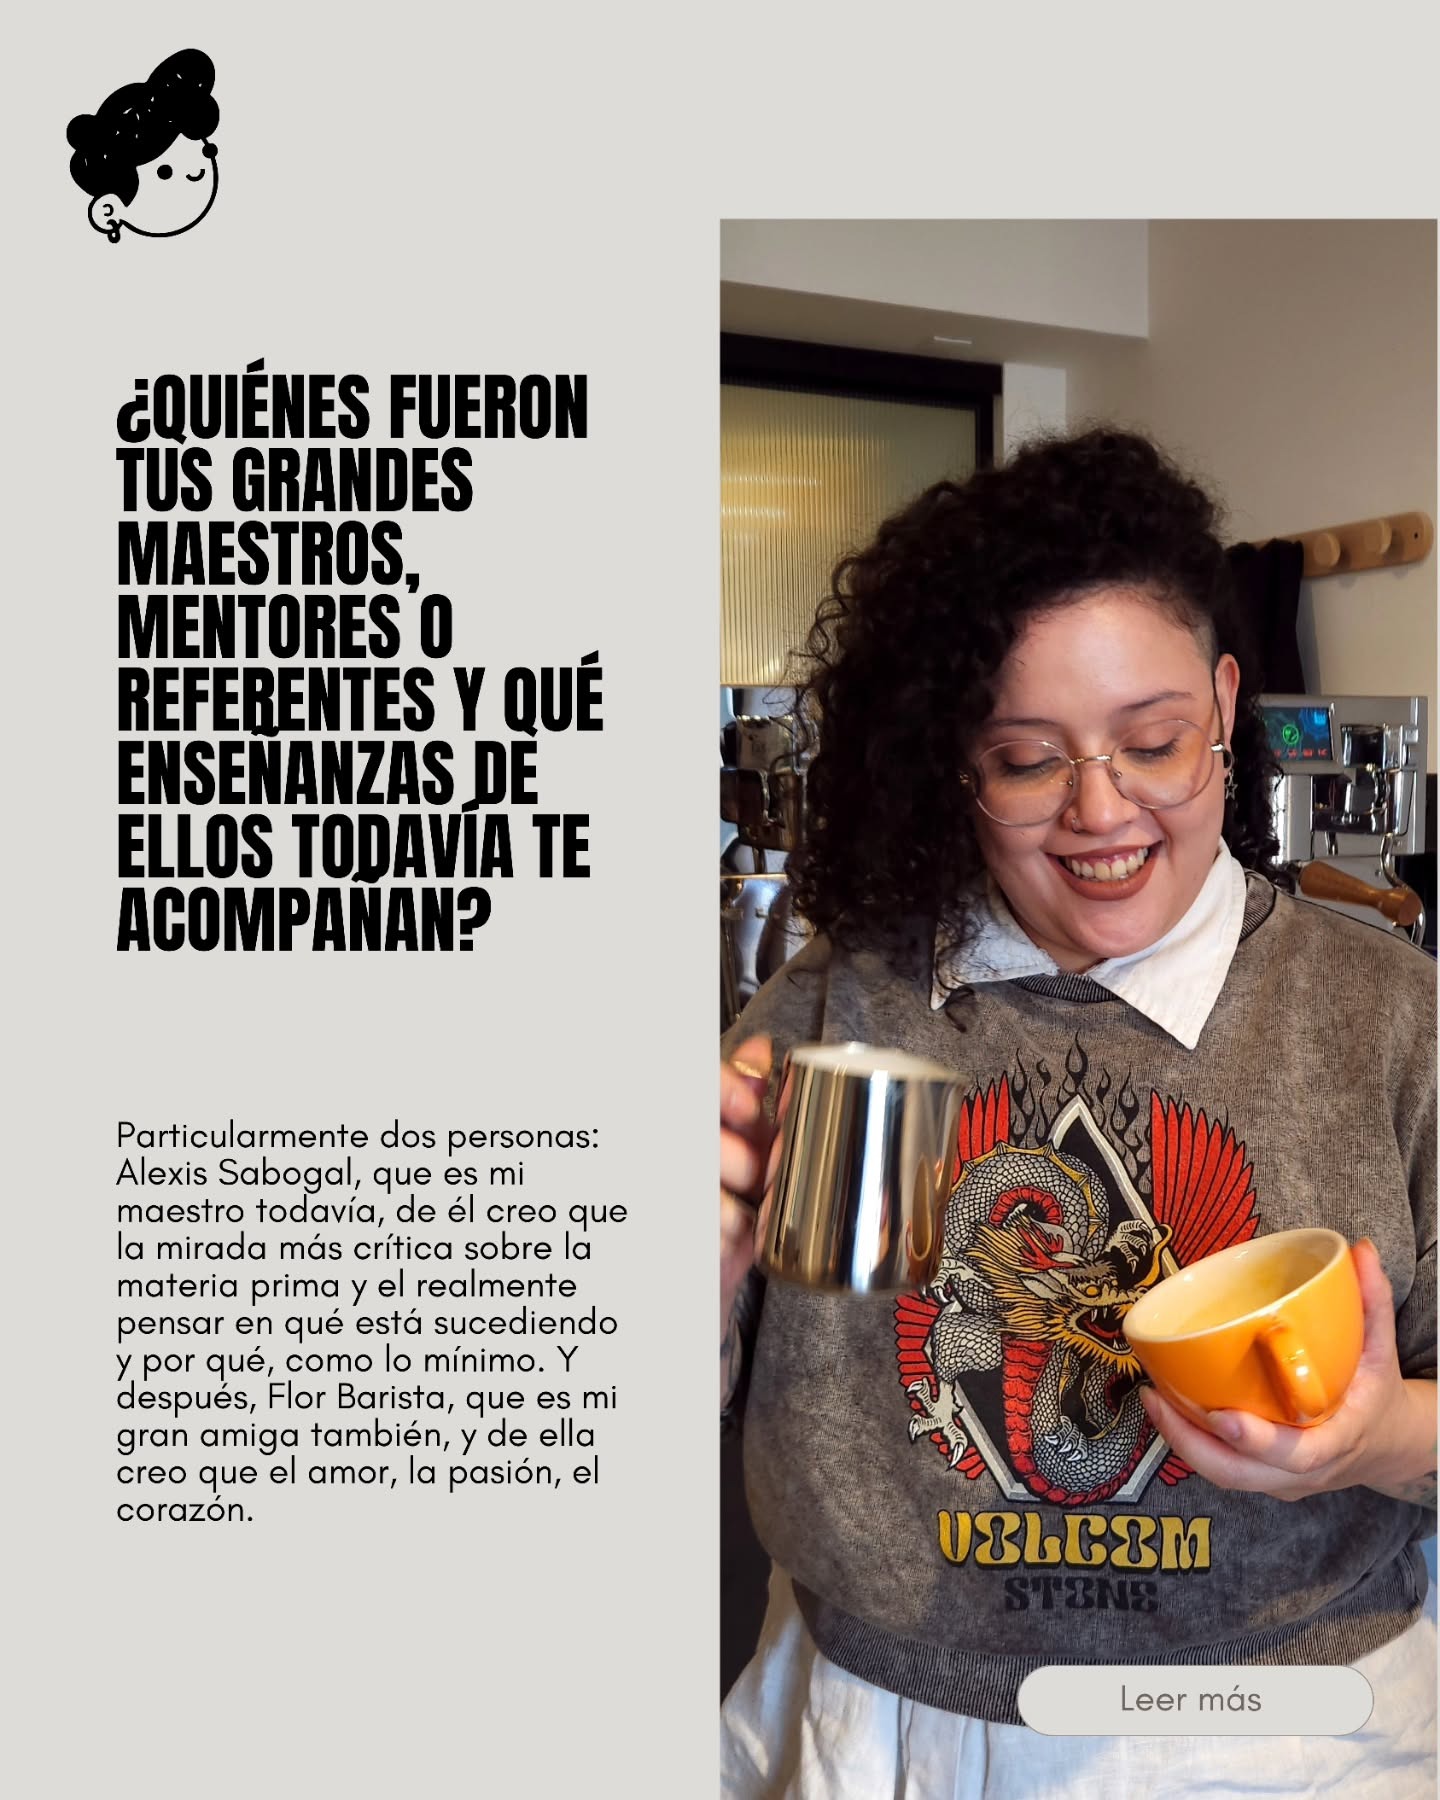 ¿QUIÉNES FUERON
TUS GRANDES
MAESTROS,
MENTORES O
REFERENTES Y QUÉ
ENSEÑANZAS DE
ELLOS TODAVÍA TE
ACOMPAÑAN?
Particularmente dos personas:
Alexis Sabogal, que es mi
maestro todavía, de él creo que
la mirada más crítica sobre la
materia prima y el realmente
pensar en qué está sucediendo
y por qué, como lo mínimo. Y
después, Flor Barista, que es mi
gran amiga también, y de ella
creo que el amor, la pasión, el
corazón.
VOLCOM
STONE
Leer más